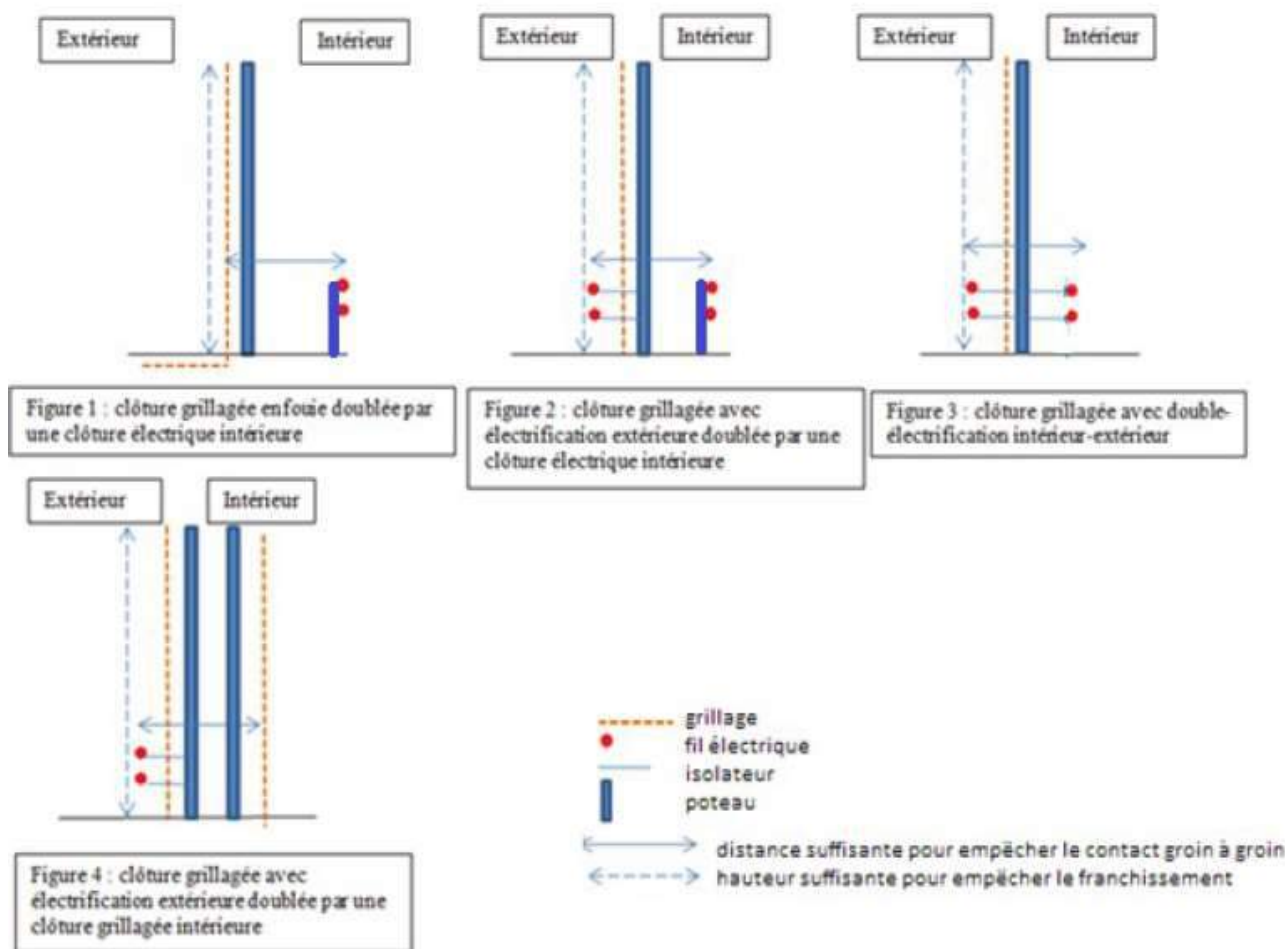 Extérieur
Intérieur
Figure 1 : clôture grillagée enfouie doublée par
une clôture électrique intérieure
Extérieur
Intérieur
Figure 2 : clôture grillagée avec
électrification extérieure doublée par une
clôture électrique intérieure
Extérieur
Intérieur
Figure 3 : clôture grillagée avec double-
électrification intérieur-extérieur
Extérieur
Intérieur
Figure 4 : clôture grillagée avec
électrification extérieure doublée par une
clôture grillagée intérieure
grillage
fil électrique
isolateur
poteau
distance suffisante pour empêcher le contact groin à groin
hauteur suffisante pour empêcher le franchissement